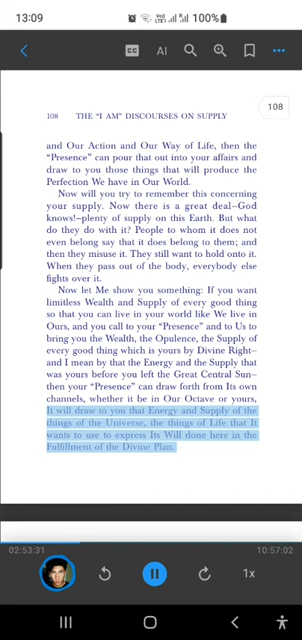 13:09
100%
CC
AI
108
108 THE "I AM" DISCOURSES ON SUPPLY
and Our Action and Our Way of Life, then the
"Presence" can pour that out into your affairs and
draw to you those things that will produce the
Perfection We have in Our World.
Now will you try to remember this concerning
your supply. Now there is a great deal—God
knows!—plenty of supply on this Earth. But what
do they do with it? People to whom it does not
even belong say that it does belong to them; and
then they misuse it. They still want to hold onto it.
When they pass out of the body, everybody else
fights over it.
Now let Me show you something: If you want
limitless Wealth and Supply of every good thing
so that you can live in your world like We live in
Ours, and you call to your "Presence" and to Us to
bring you the Wealth, the Opulence, the Supply of
every good thing which is yours by Divine Right—
and I mean by that the Energy and the Supply that
was yours before you left the Great Central Sun—
then your "Presence" can draw forth from Its own
channels, whether it be in Our Octave or yours,
It will draw to you that Energy and Supply of the
things of the Universe, the things of Life that It
wants to use to express Its Will done here in the
Fulfillment of the Divine Plan.
02:53:31
10:57:02
1x